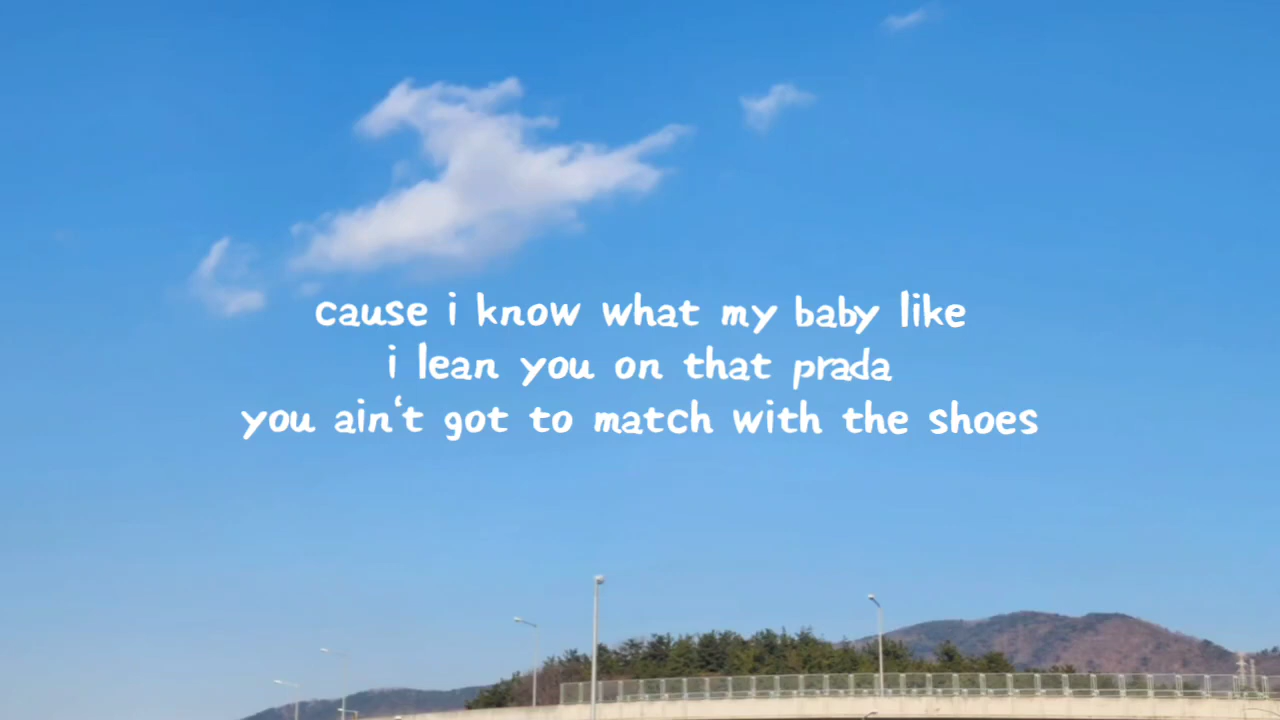 cause i know what my baby like
i lean you on that prada
you ain‘t got to match with the shoes